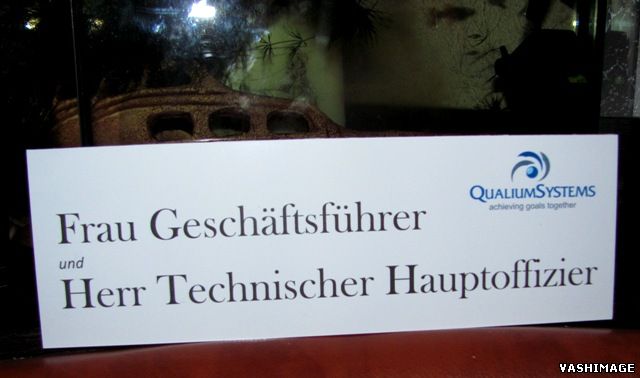 QUALIUMSYSTEMS
achieving goals together
Frau Geschäftsführer
und
Herr Technischer Hauptoffizier
VASHIMAGE